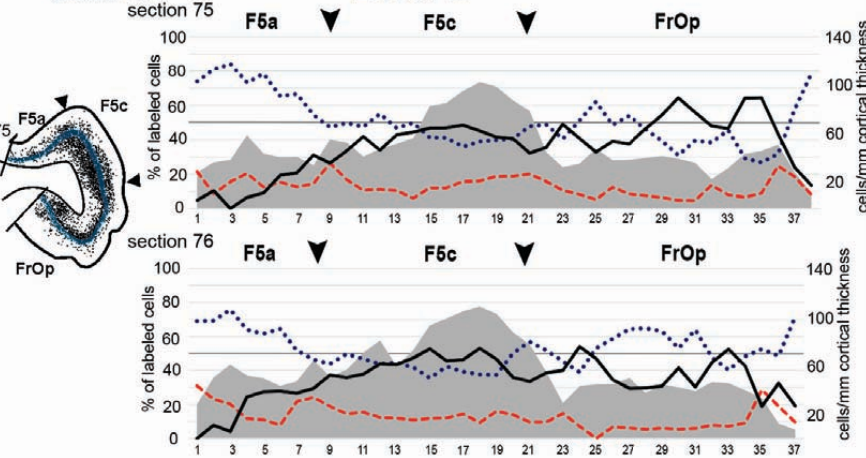 section 75
F5a F5c FrOp
100 140
80 100
60
60
40
20 20
0
% of labeled cells
cells/mm cortical thickness
1 3 5 7 9 11 13 15 17 19 21 23 25 27 29 31 33 35 37
F5c
F5a
75
FrOp
section 76
F5a F5c FrOp
100 140
80 100
60
60
40
20 20
0
% of labeled cells
cells/mm cortical thickness
1 3 5 7 9 11 13 15 17 19 21 23 25 27 29 31 33 35 37